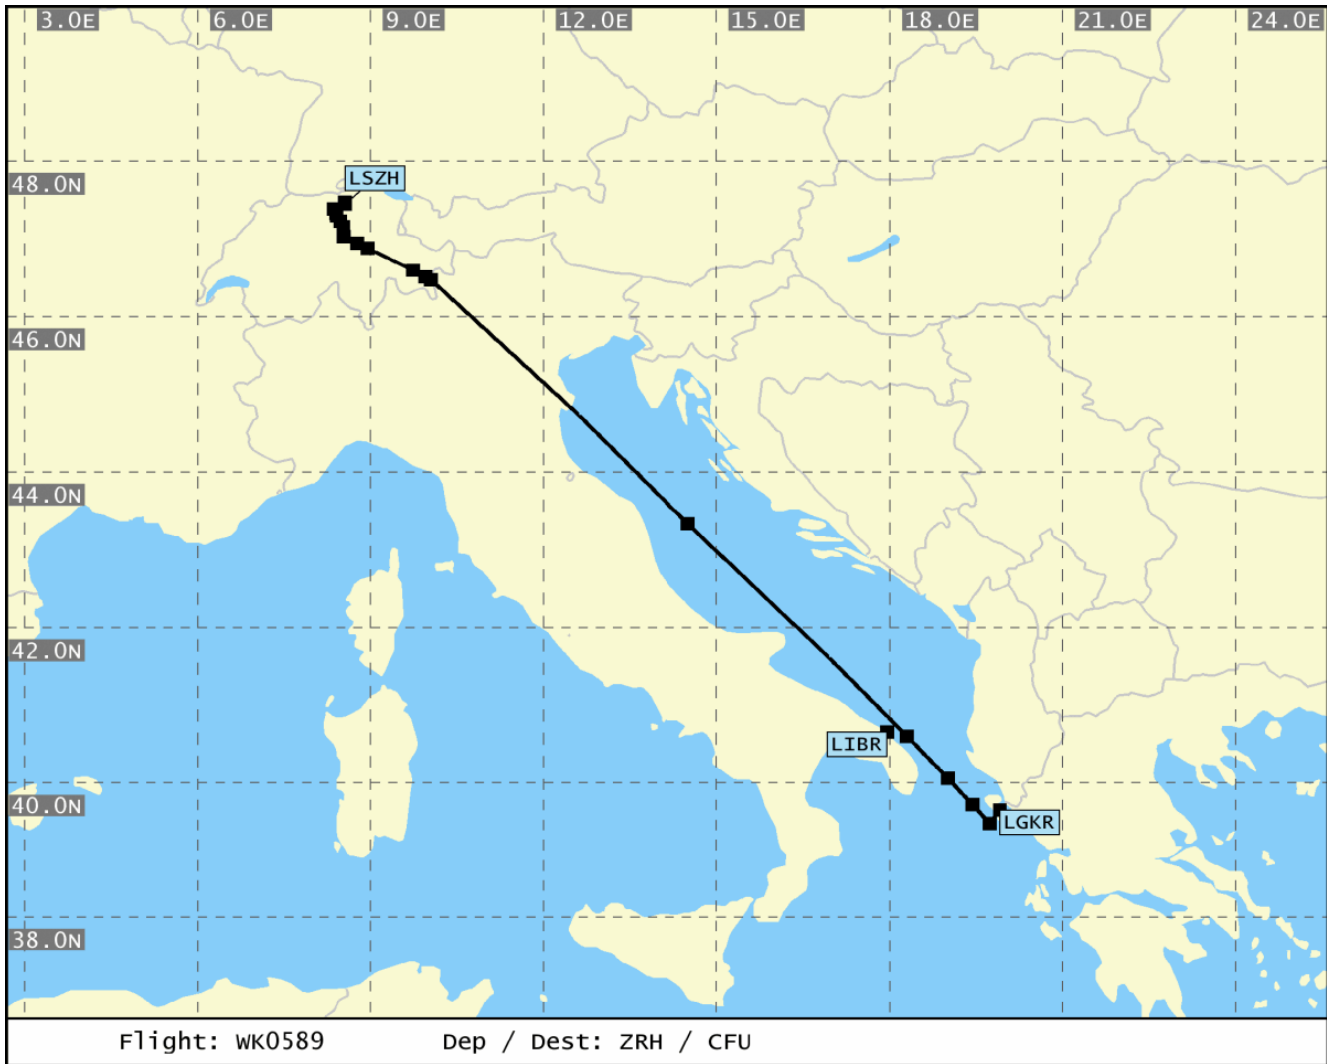 3.0E 6.0E 9.0E 12.0E 15.0E 18.0E 21.0E 24.0E
48.0N
LSZH
46.0N
44.0N
42.0N
LIBR
40.0N
LGKR
38.0N
Flight: WK0589 Dep / Dest: ZRH / CFU